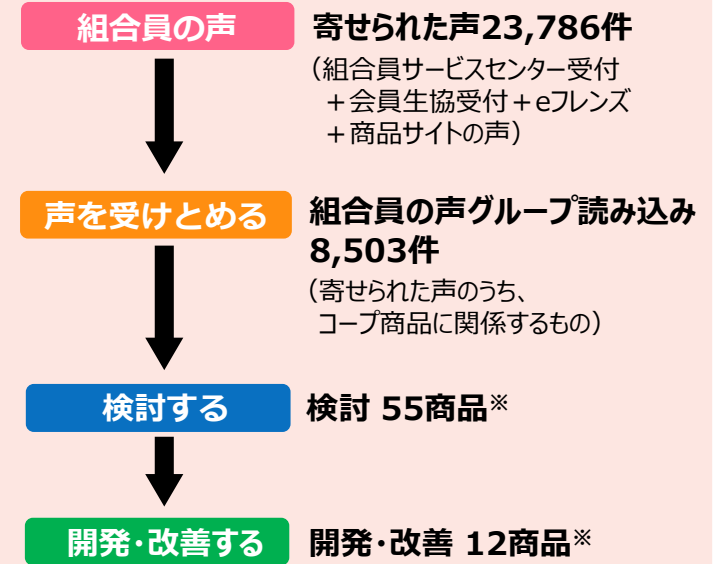 組合員の声
寄せられた声23,786件
(組合員サービスセンター受付
+会員生協受付+eフレンズ
+商品サイトの声)
声を受けとめる
組合員の声グループ読み込み
8,503件
(寄せられた声のうち、
コープ商品に関係するもの)
検討する
検討 55商品※
開発・改善する
開発・改善 12商品※